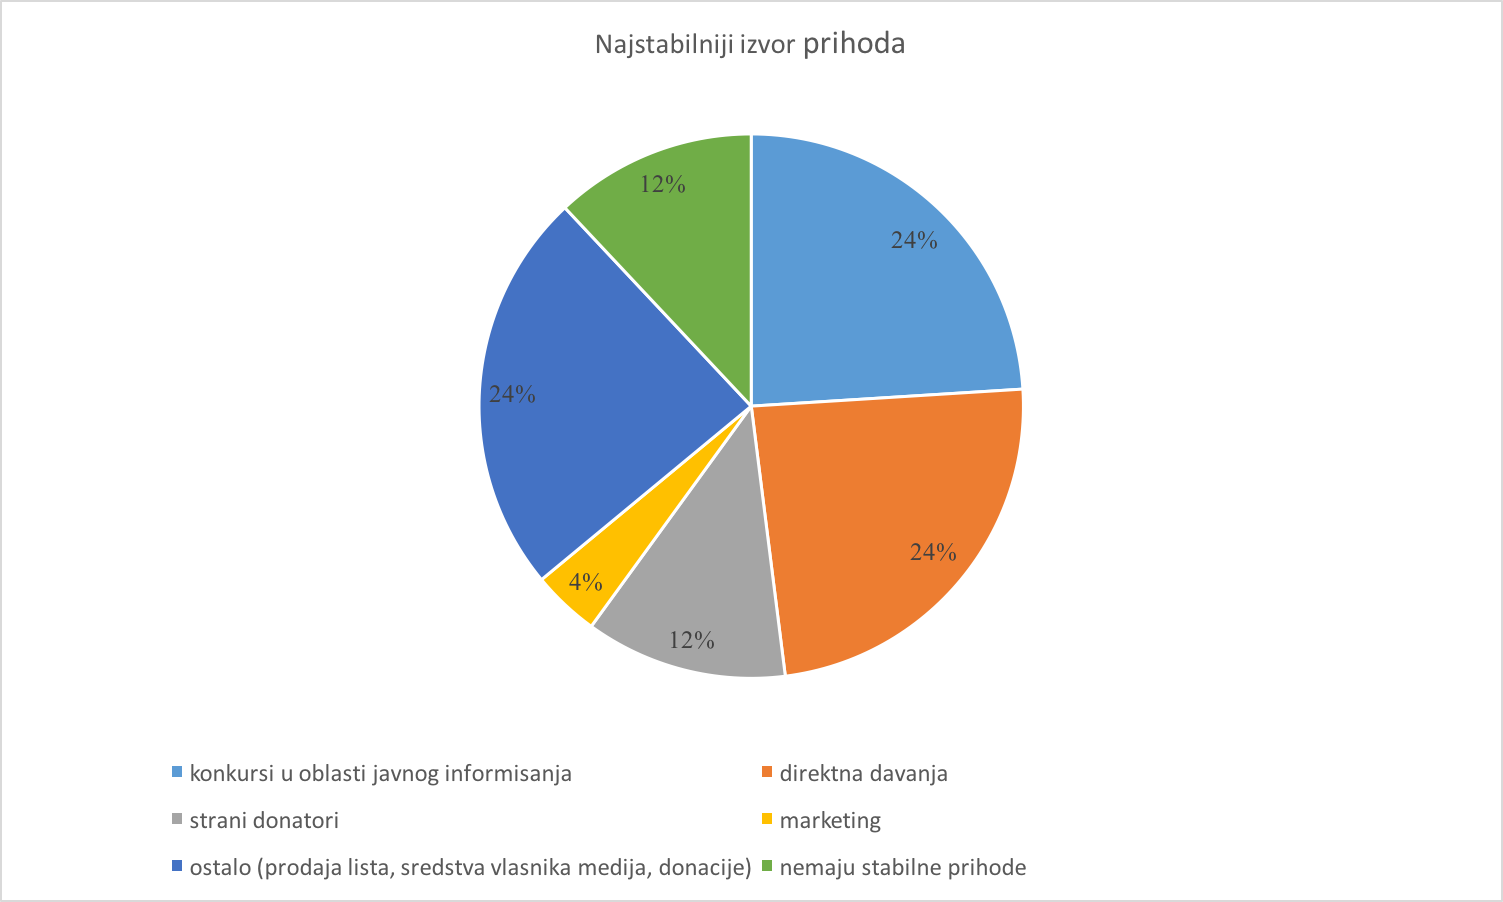 Najstabilniji izvor prihoda
12%
24%
24%
24%
4%
12%
konkursi u oblasti javnog informisanja
direktna davanja
strani donatori
marketing
ostalo (prodaja lista, sredstva vlasnika medija, donacije)
nemaju stabilne prihode